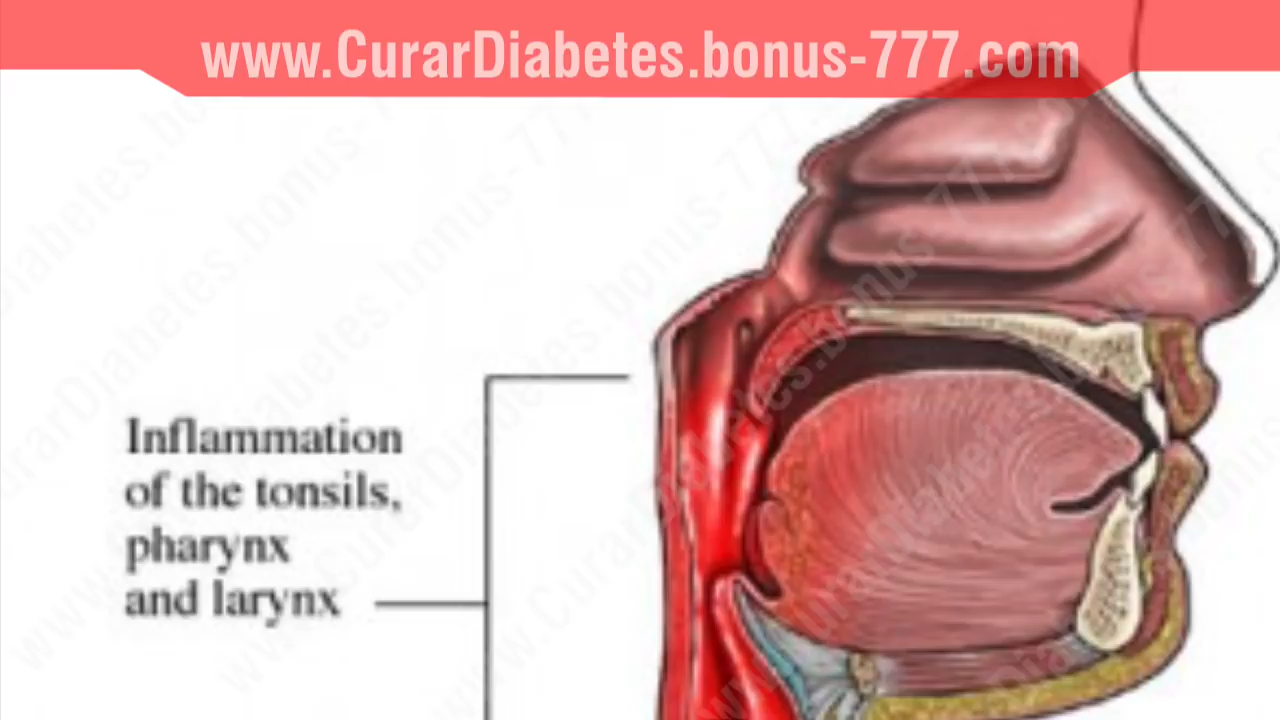 www.CurarDiabetes.bonus-777.com
Inflammation
of the tonsils,
pharynx
and larynx